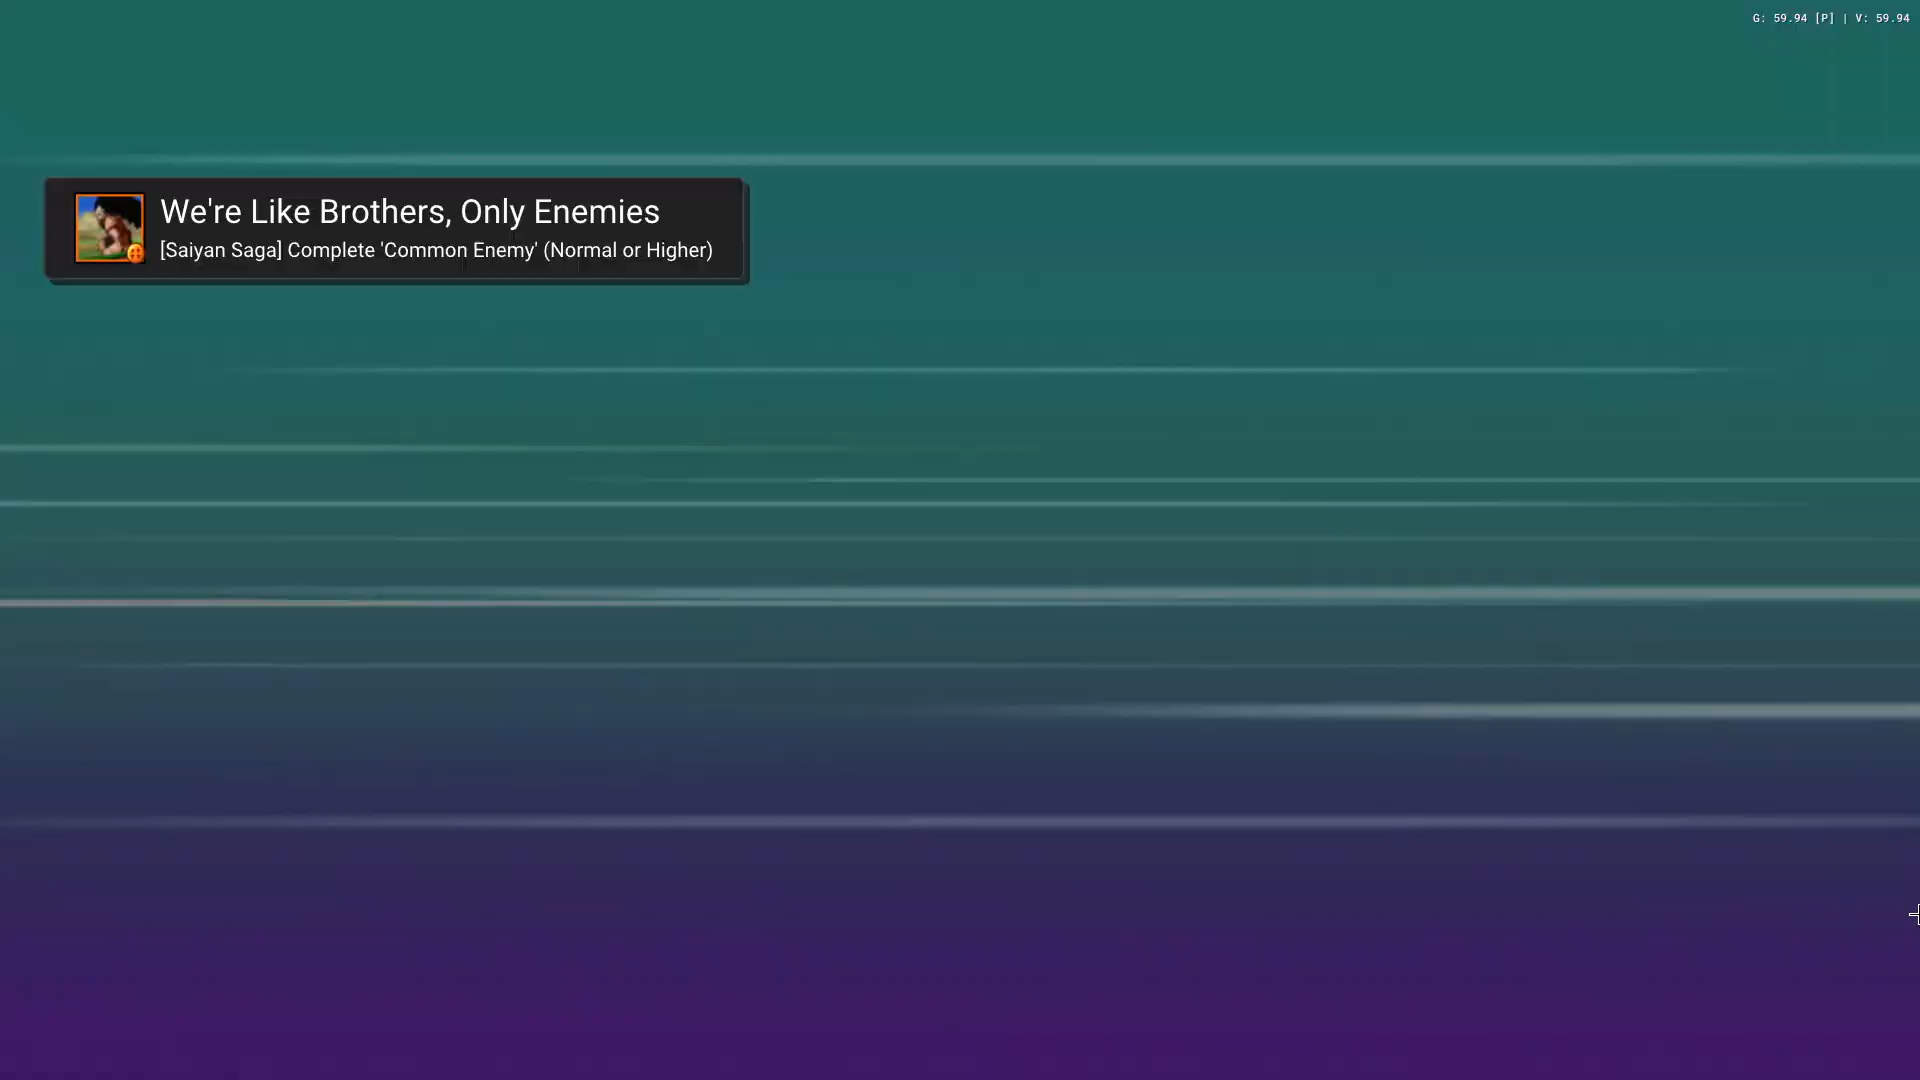 G: 59.94 [P] | V: 59.94
We're Like Brothers, Only Enemies
[Saiyan Saga] Complete 'Common Enemy' (Normal or Higher)